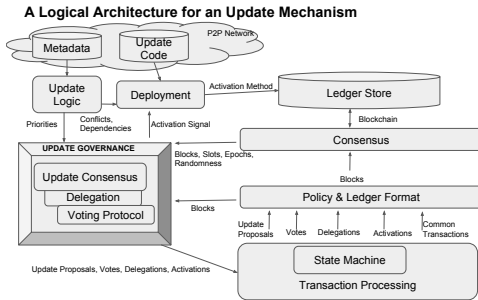 A Logical Architecture for an Update Mechanism
P2P Network
Metadata
Update
Code
Update
Logic
Deployment
Activation Method
Ledger Store
Priorities
Conflicts,
Dependencies
Activation Signal
Blockchain
UPDATE GOVERNANCE
Blocks, Slots, Epochs,
Randomness
Consensus
Update Consensus
Delegation
Voting Protocol
Blocks
Blocks
Policy & Ledger Format
Update
Proposals
Votes
Delegations
Activations
Common
Transactions
Update Proposals, Votes, Delegations, Activations
State Machine
Transaction Processing